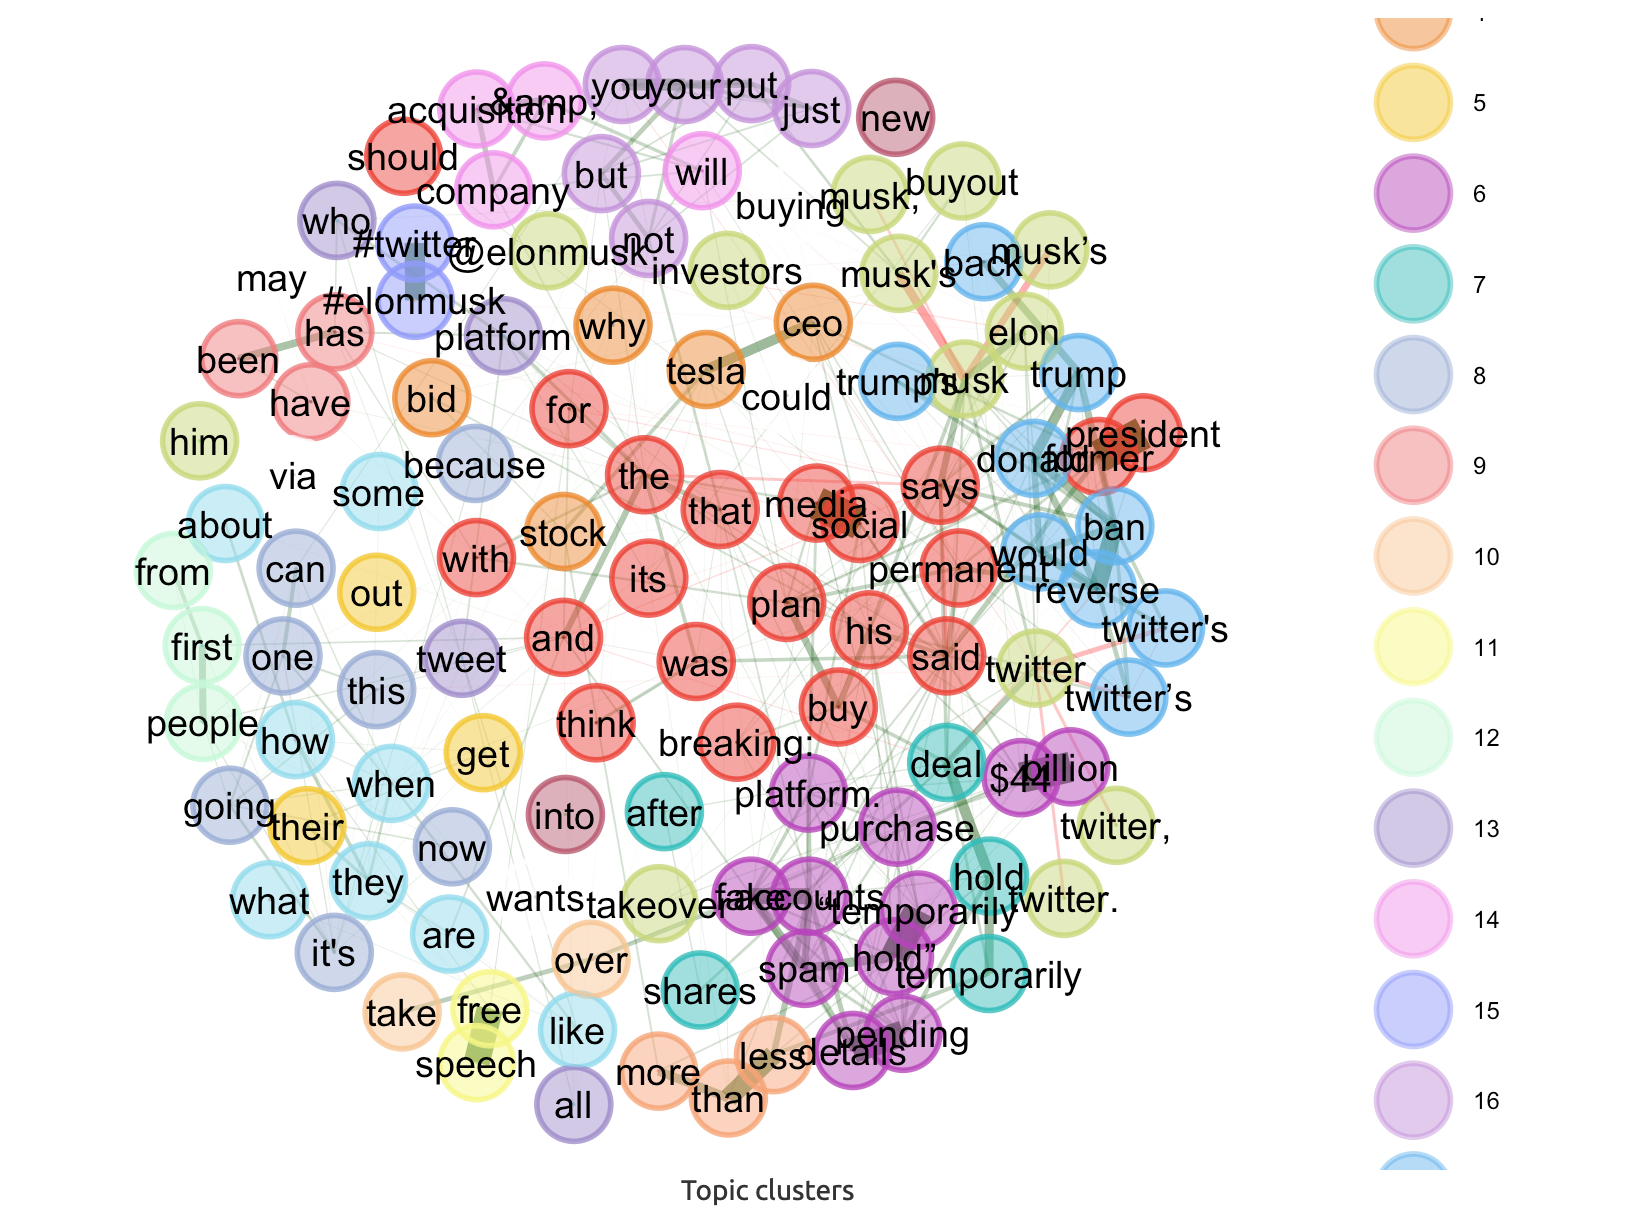 you
your
put
acquisition
&amp;
just
new
should
company
but
will
buying
musk,
buyout
who
#twitter
@elonmusk
not
investors
musk's
back
musk’s
may
#elonmusk
has
platform
why
ceo
elon
been
have
bid
for
tesla
could
trump's
musk
trump
him
via
some
because
the
that
media
social
says
donald
former
president
about
can
with
stock
its
permanent
would
ban
from
out
plan
reverse
first
one
this
tweet
and
was
his
said
twitter
twitter's
twitter’s
people
how
when
get
think
breaking:
buy
deal
$44
billion
going
their
now
into
after
platform.
purchase
twitter,
what
they
are
wants
takeover
fake
accounts
“temporarily
hold
twitter.
it's
over
shares
spam
hold”
temporarily
take
free
speech
like
all
more
than
less
details
pending
5
6
7
8
9
10
11
12
13
14
15
16
Topic clusters